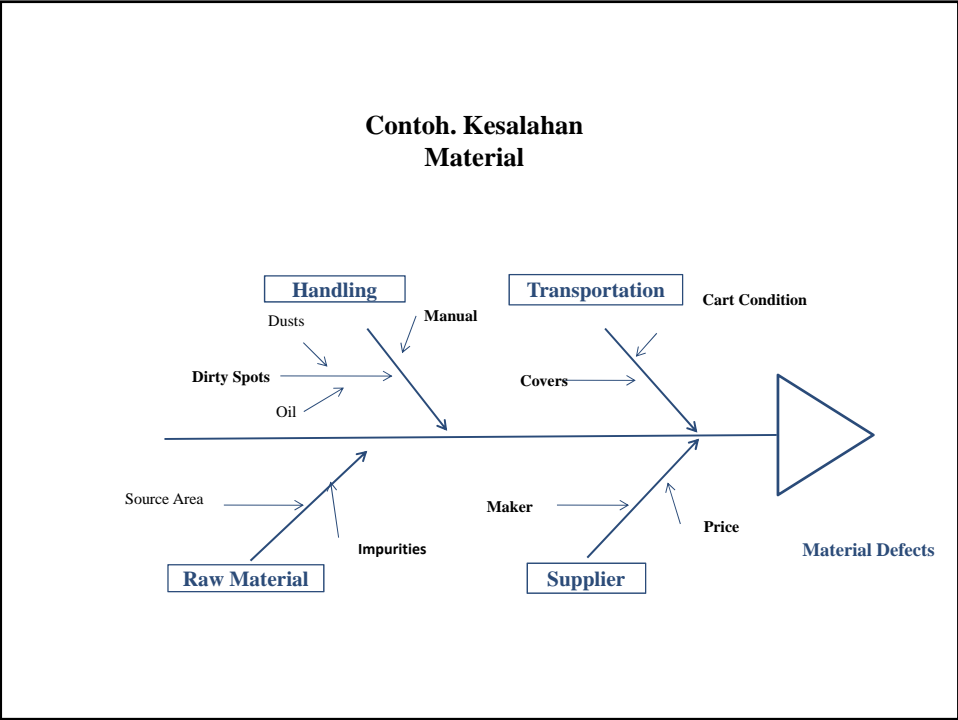 Contoh. Kesalahan
Material
Handling
Transportation
Cart Condition
Dusts
Manual
Dirty Spots
Covers
Oil
Source Area
Maker
Price
Impurities
Material Defects
Raw Material
Supplier